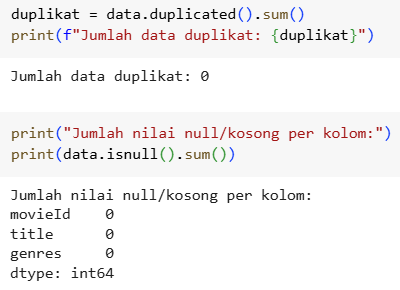 duplikat = data.duplicated().sum()
print(f"Jumlah data duplikat: {duplikat}")
Jumlah data duplikat: 0
print("Jumlah nilai null/kosong per kolom:")
print(data.isnull().sum())
Jumlah nilai null/kosong per kolom:
movieId    0
title      0
genres     0
dtype: int64